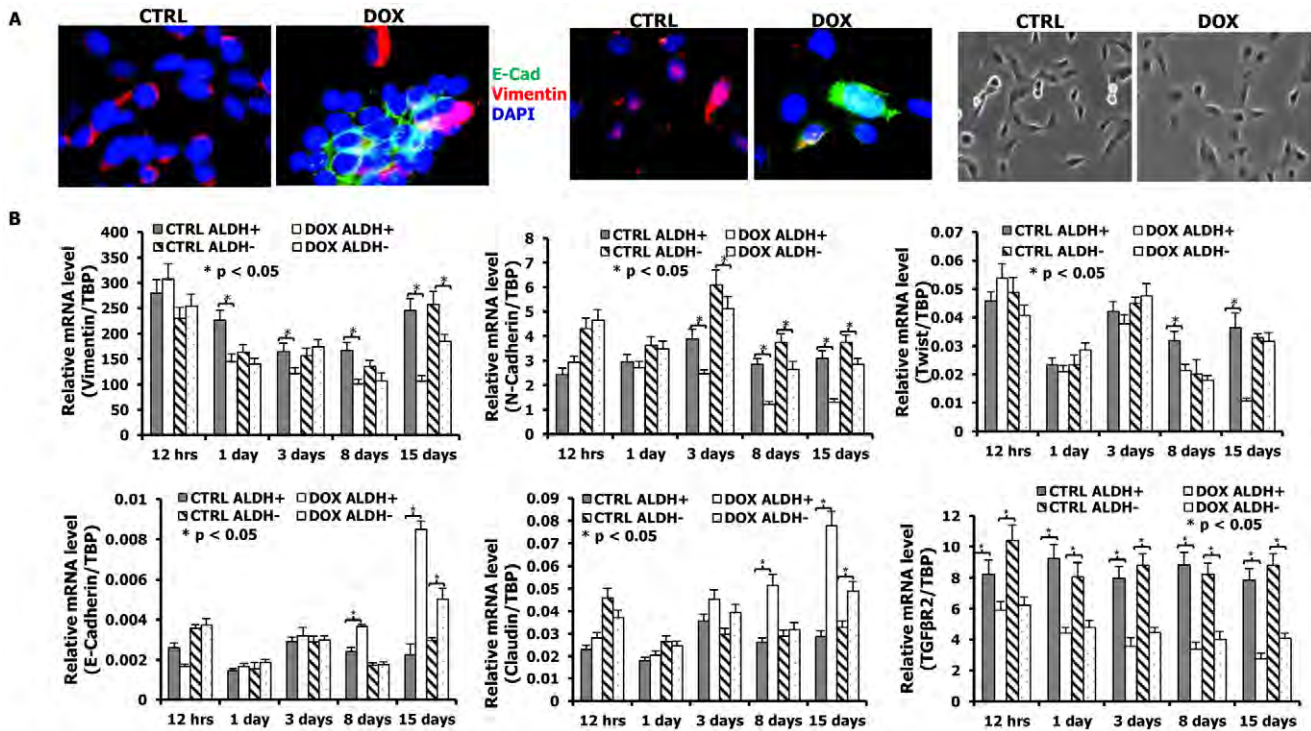 A
CTRL
DOX
E-Cad
Vimentin
DAPI
CTRL
DOX
CTRL
DOX
B
Relative mRNA level
(Vimentin/TBP)
400
350
300
250
200
150
100
50
0
CTRL ALDH+
DOX ALDH+
CTRL ALDH-
DOX ALDH-
* p < 0.05
*
*
*
*
*
12 hrs
1 day
3 days
8 days
15 days
Relative mRNA level
(N-Cadherin/TBP)
8
7
6
5
4
3
2
1
0
CTRL ALDH+
DOX ALDH+
CTRL ALDH-
DOX ALDH-
* p < 0.05
*
*
*
*
*
*
12 hrs
1 day
3 days
8 days
15 days
Relative mRNA level
(Twist/TBP)
0.07
0.06
0.05
0.04
0.03
0.02
0.01
0
CTRL ALDH+
DOX ALDH+
CTRL ALDH-
DOX ALDH-
* p < 0.05
*
*
12 hrs
1 day
3 days
8 days
15 days
Relative mRNA level
(E-Cadherin/TBP)
0.01
0.008
0.006
0.004
0.002
0
CTRL ALDH+
DOX ALDH+
CTRL ALDH-
DOX ALDH-
* p < 0.05
*
*
*
12 hrs
1 day
3 days
8 days
15 days
Relative mRNA level
(Claudin/TBP)
0.09
0.08
0.07
0.06
0.05
0.04
0.03
0.02
0.01
0
CTRL ALDH+
DOX ALDH+
CTRL ALDH-
DOX ALDH-
* p < 0.05
*
*
*
12 hrs
1 day
3 days
8 days
15 days
Relative mRNA level
(TGFβR2/TBP)
12
10
8
6
4
2
0
CTRL ALDH+
DOX ALDH+
CTRL ALDH-
DOX ALDH-
* p < 0.05
*
*
*
*
*
*
*
*
*
*
12 hrs
1 day
3 days
8 days
15 days